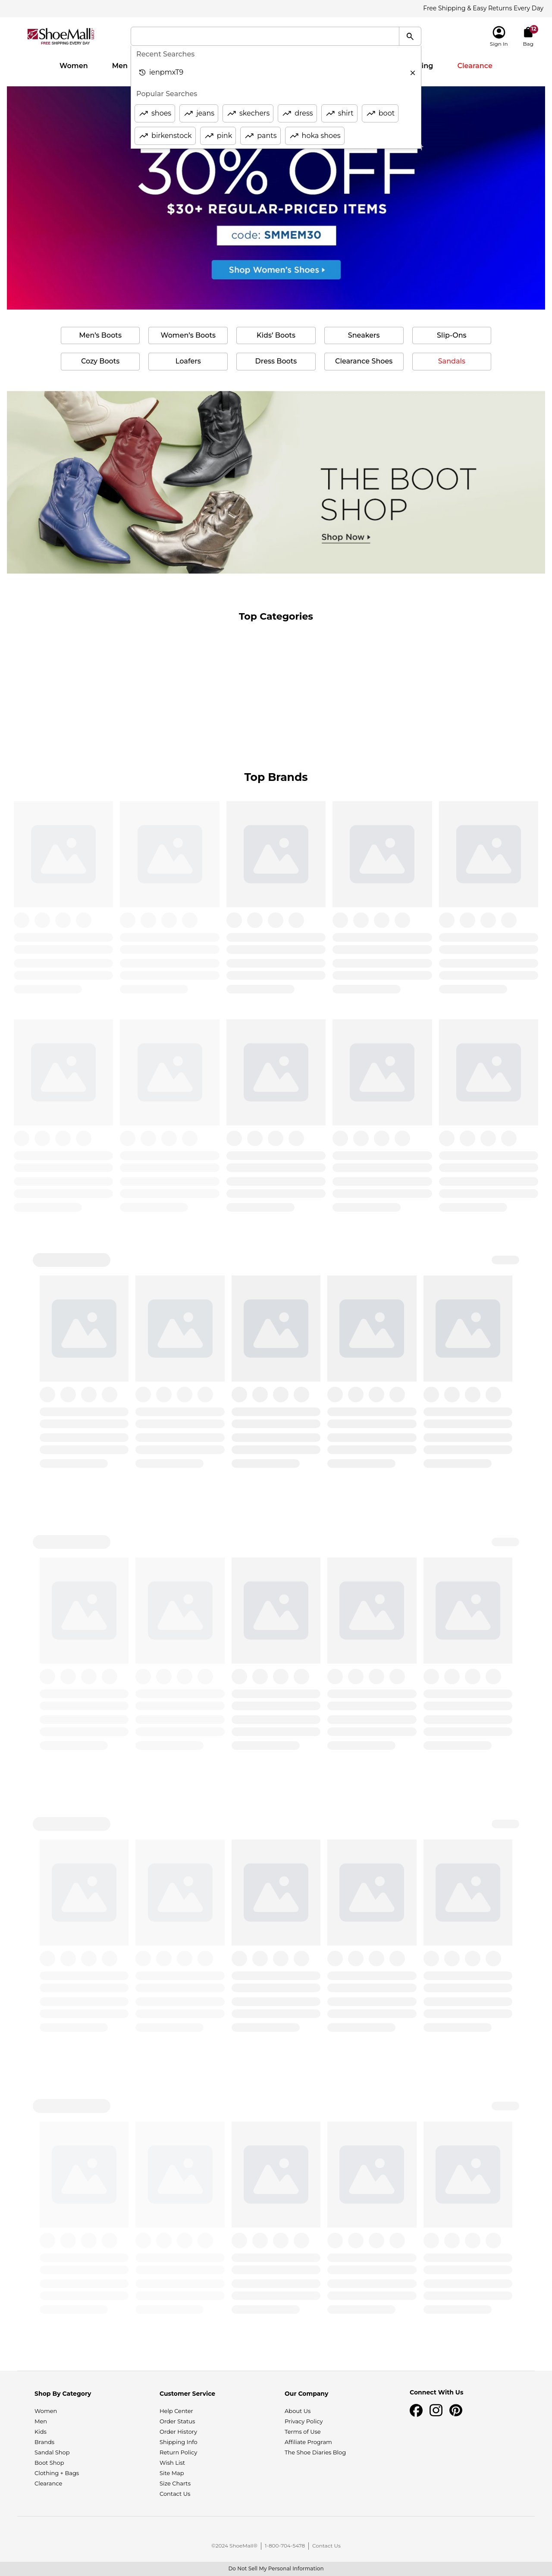 Free Shipping & Easy Returns Every Day
ShoeMall
FREE SHIPPING EVERY DAY
Sign In
Bag
Recent Searches
ienpmxT9
Popular Searches
shoes
jeans
skechers
dress
shirt
boot
birkenstock
pink
pants
hoka shoes
Women
Men
Clearance
30% OFF
$30+ REGULAR-PRICED ITEMS
code: SMMEM30
Shop Women's Shoes
Men's Boots
Women's Boots
Kids' Boots
Sneakers
Slip-Ons
Cozy Boots
Loafers
Dress Boots
Clearance Shoes
Sandals
THE BOOT
SHOP
Shop Now
Top Categories
Top Brands
Shop By Category
Women
Men
Kids
Brands
Sandal Shop
Boot Shop
Clothing + Bags
Clearance
Customer Service
Help Center
Order Status
Order History
Shipping Info
Return Policy
Wish List
Site Map
Size Charts
Contact Us
Our Company
About Us
Privacy Policy
Terms of Use
Affiliate Program
The Shoe Diaries Blog
Connect With Us
©2024 ShoeMall®
1-800-704-5478
Contact Us
Do Not Sell My Personal Information